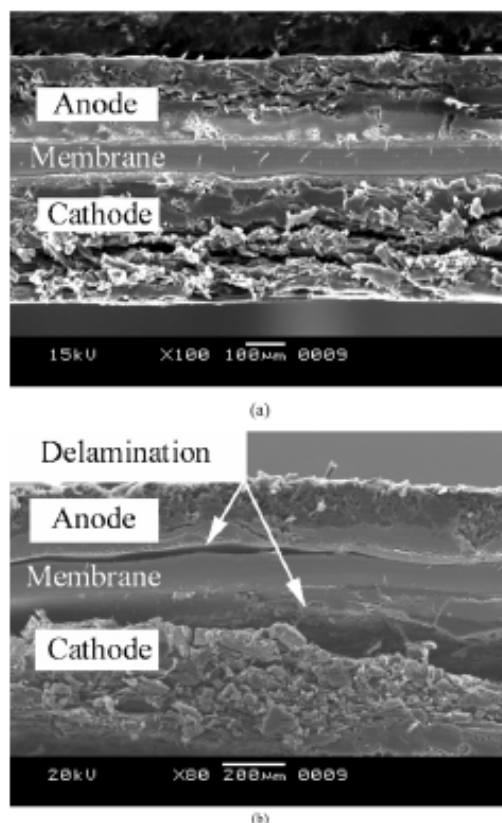 Anode
Membrane
Cathode
15kV X100 100μm 0009
(a)
Delamination
Anode
Membrane
Cathode
20kV X80 200μm 0009
(b)